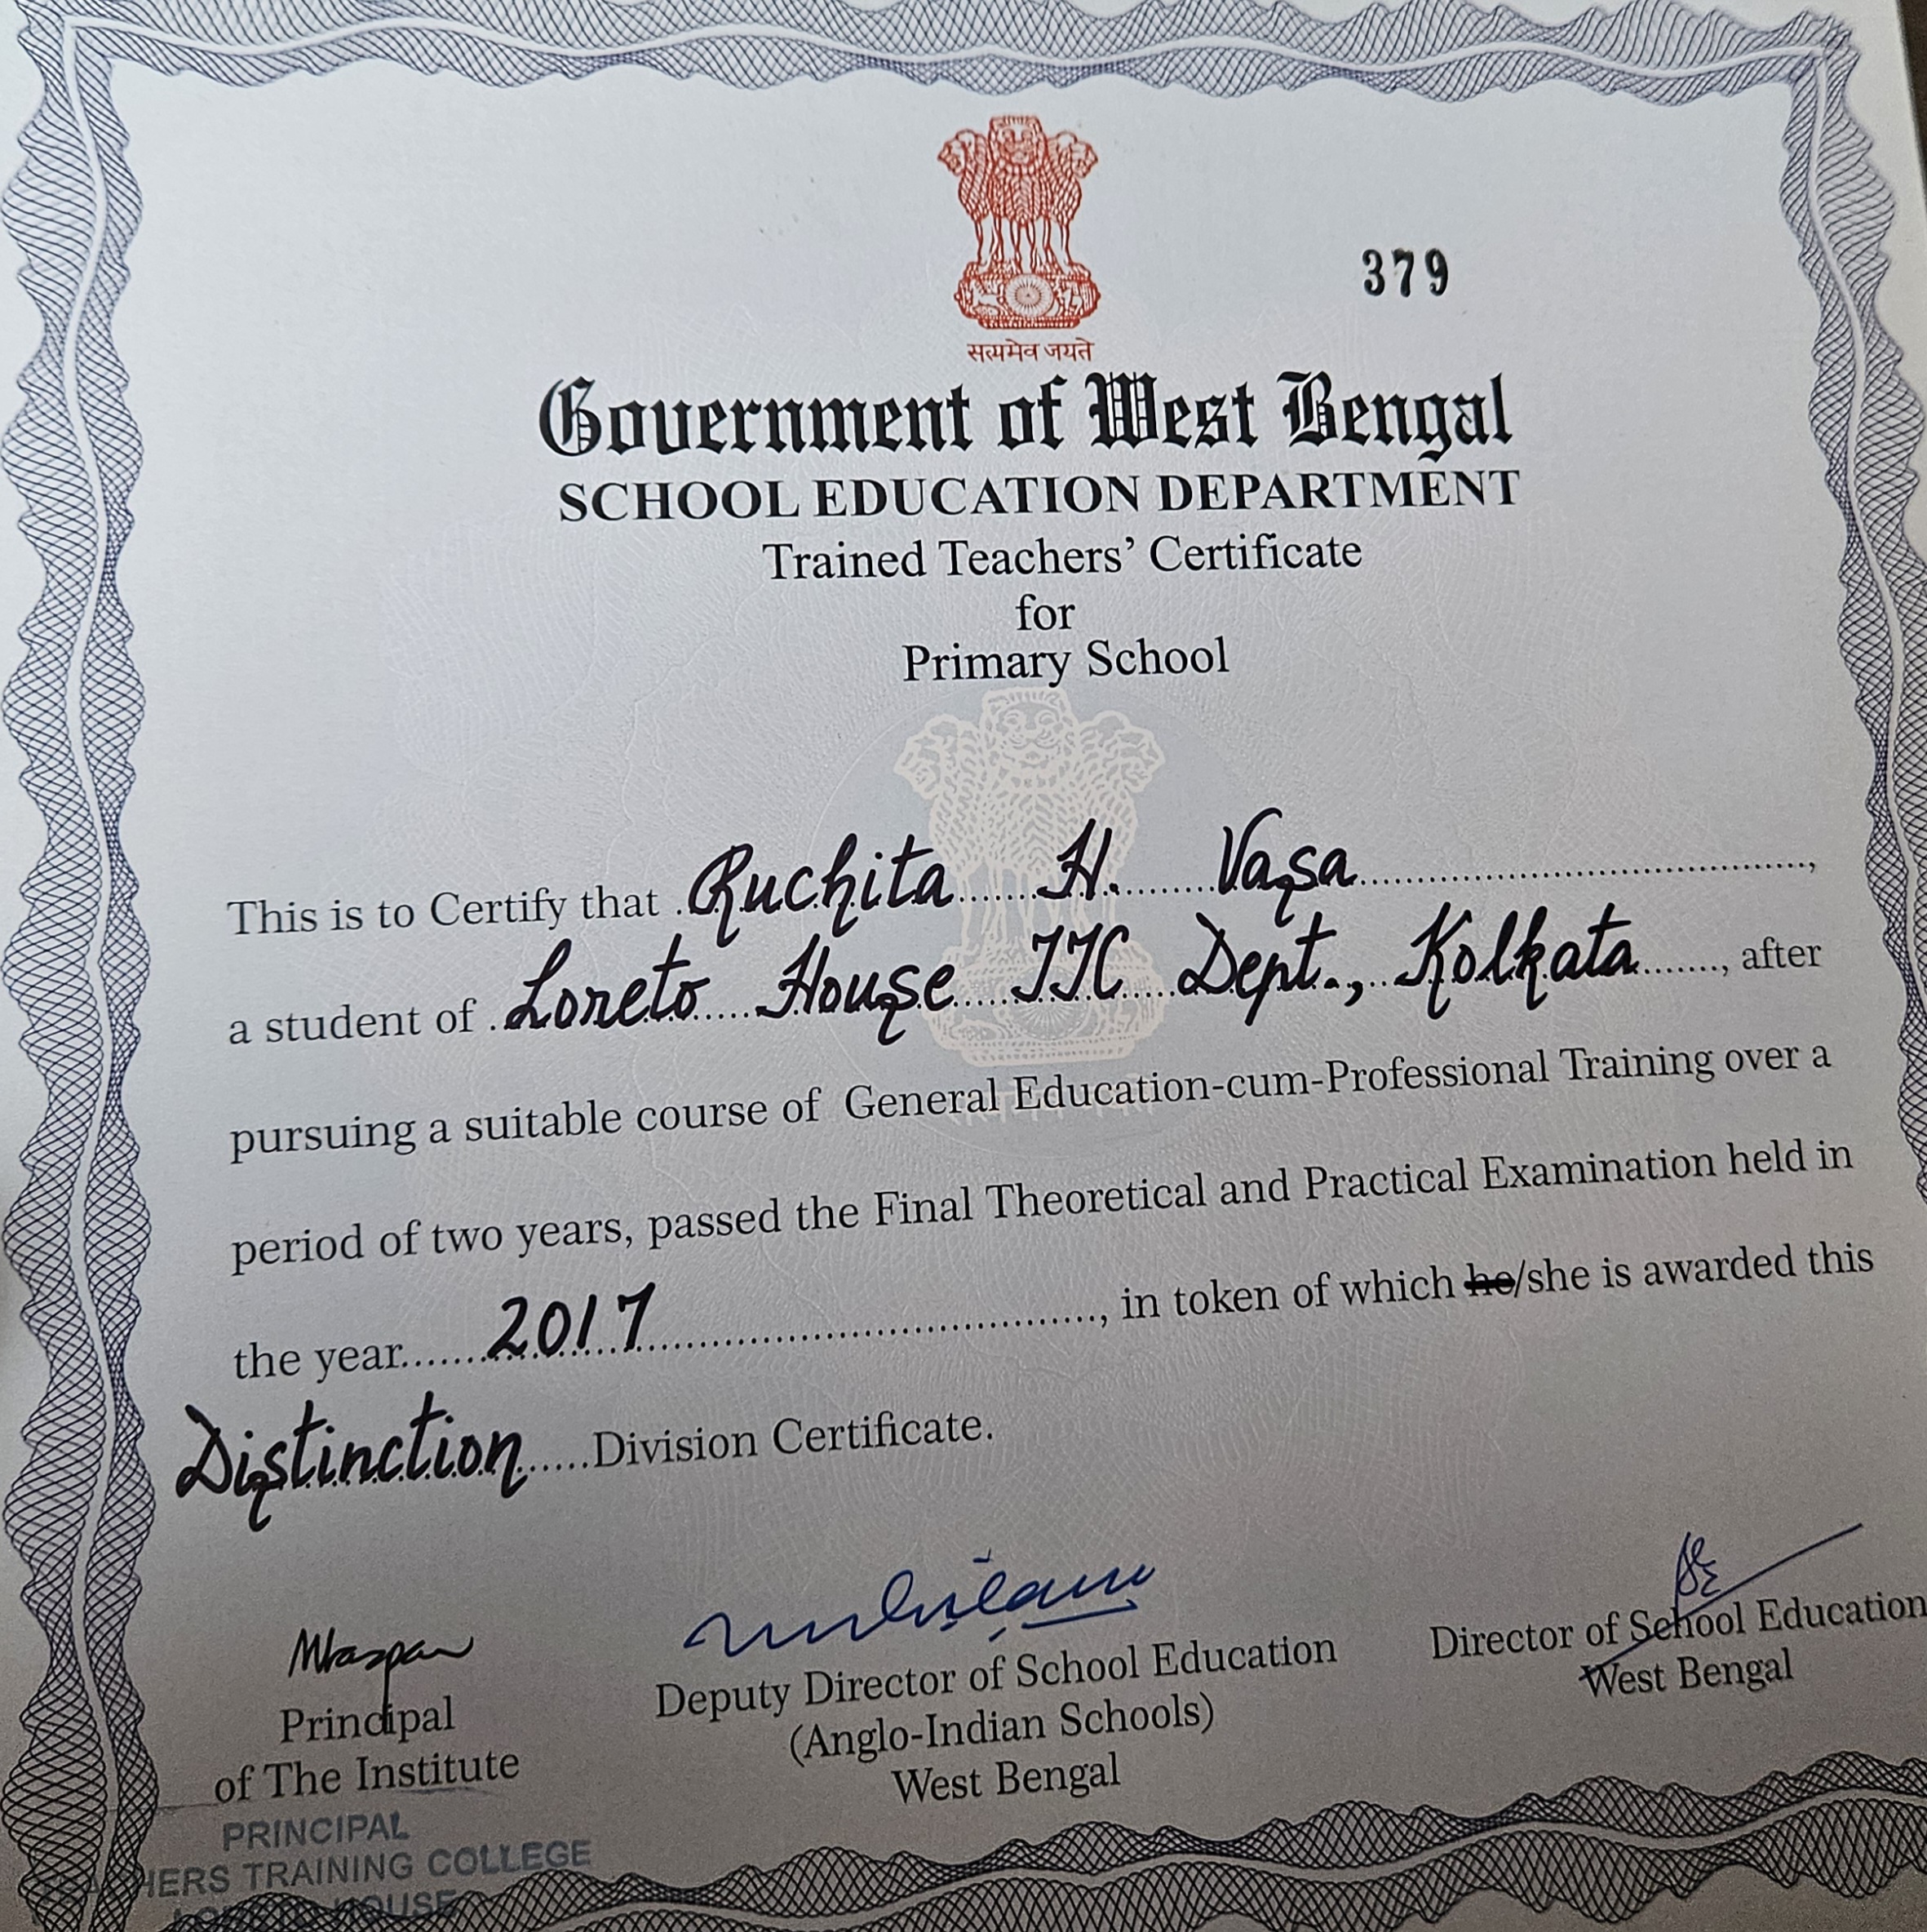 379
सत्यमेव जयते
Government of West Bengal
SCHOOL EDUCATION DEPARTMENT
Trained Teachers' Certificate
for
Primary School
This is to Certify that Ruchita H. Vasa ,
a student of Loreto House TTC Dept., Kolkata , after
pursuing a suitable course of General Education-cum-Professional Training over a
period of two years, passed the Final Theoretical and Practical Examination held in
the year 2017 , in token of which he/she is awarded this
Distinction Division Certificate.
Principal
of The Institute
Deputy Director of School Education
(Anglo-Indian Schools)
West Bengal
Director of School Education
West Bengal
PRINCIPAL
TEACHERS TRAINING COLLEGE
LORETO HOUSE